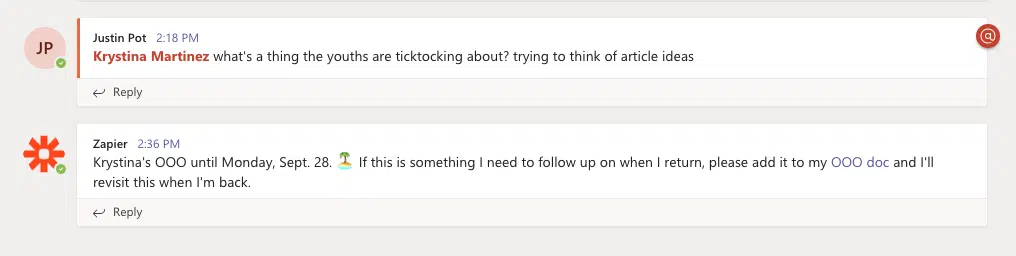 JP
Justin Pot 2:18 PM
Krystina Martinez what's a thing the youths are ticktocking about? trying to think of article ideas
Reply
Zapier 2:36 PM
Krystina's OOO until Monday, Sept. 28. 🏝️ If this is something I need to follow up on when I return, please add it to my OOO doc and I'll
revisit this when I'm back.
Reply